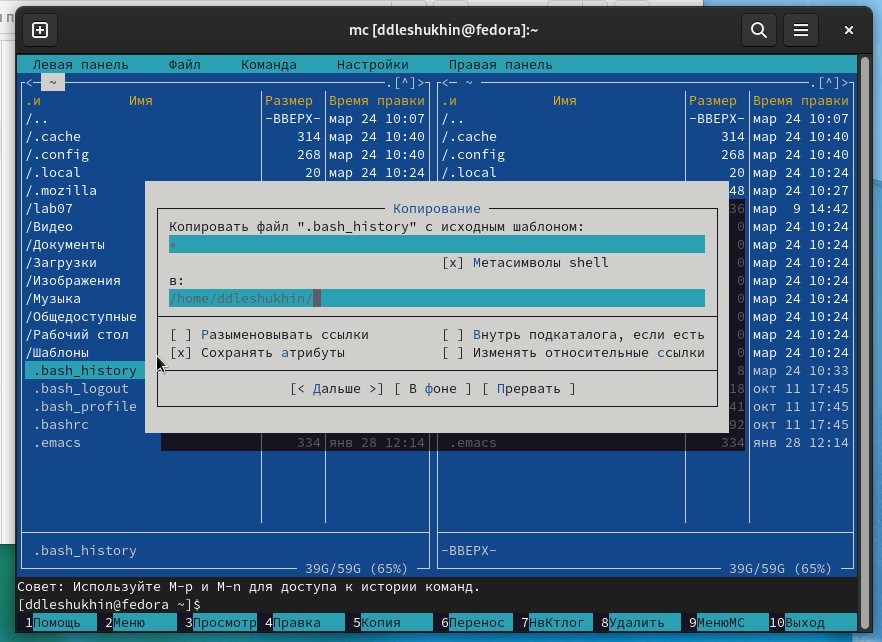 mc [ddleshukhin@fedora]:~
Левая панель Файл Команда Настройки Правая панель
<─ ~ .[^]> <─ ~ .[^]>
.и Имя Размер Время правки .и Имя Размер Время правки
/.. -ВВЕРХ- мар 24 10:07 /.. -ВВЕРХ- мар 24 10:07
/.cache 314 мар 24 10:40 /.cache 314 мар 24 10:40
/.config 268 мар 24 10:40 /.config 268 мар 24 10:40
/.local 20 мар 24 10:24 /.local 20 мар 24 10:24
/.mozilla 48 мар 24 10:27
/lab07 Копирование 36 мар 9 14:42
/Видео Копировать файл ".bash_history" с исходным шаблоном: 0 мар 24 10:24
/Документы * 0 мар 24 10:24
/Загрузки [x] Метасимволы shell 0 мар 24 10:24
/Изображения в: 0 мар 24 10:24
/Музыка /home/ddleshukhin/ 0 мар 24 10:24
/Общедоступные 0 мар 24 10:24
/Рабочий стол [ ] Разыменовывать ссылки [ ] Внутрь подкаталога, если есть 0 мар 24 10:24
/Шаблоны [x] Сохранять атрибуты [ ] Изменять относительные ссылки 0 мар 24 10:24
.bash_history 8 мар 24 10:33
.bash_logout [< Дальше >] [ В фоне ] [ Прервать ] 18 окт 11 17:45
.bash_profile 41 окт 11 17:45
.bashrc 92 окт 11 17:45
.emacs 334 янв 28 12:14 .emacs 334 янв 28 12:14
.bash_history -ВВЕРХ-
39G/59G (65%) 39G/59G (65%)
Совет: Используйте M-p и M-n для доступа к истории команд.
[ddleshukhin@fedora ~]$
1Помощь 2Меню 3Просмотр 4Правка 5Копия 6Перенос 7НвКтлог 8Удалить 9МенюMC 10Выход